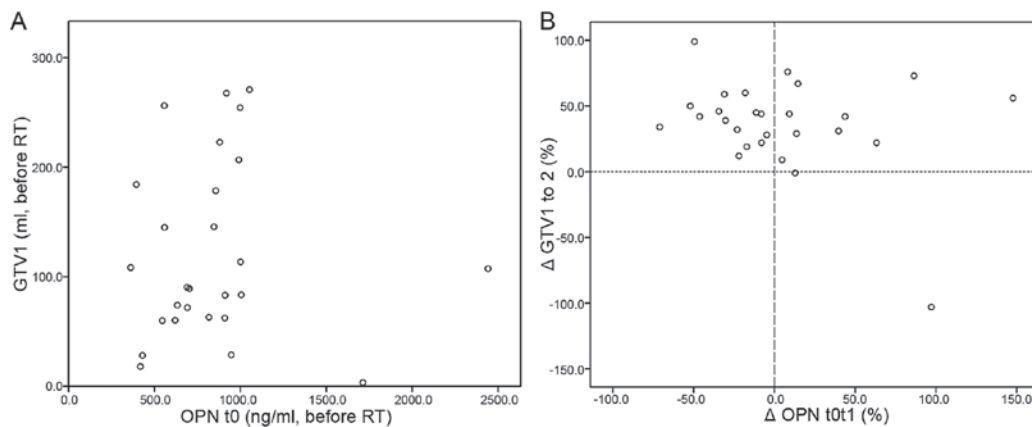 A
GTV1 (ml, before RT)
300.0
200.0
100.0
0.0
0.0 500.0 1000.0 1500.0 2000.0 2500.0
OPN t0 (ng/ml, before RT)
B
Δ GTV1 to 2 (%)
100.0
50.0
0.0
-50.0
-100.0
-150.0
-100.0 -50.0 0.0 50.0 100.0 150.0
Δ OPN t0t1 (%)